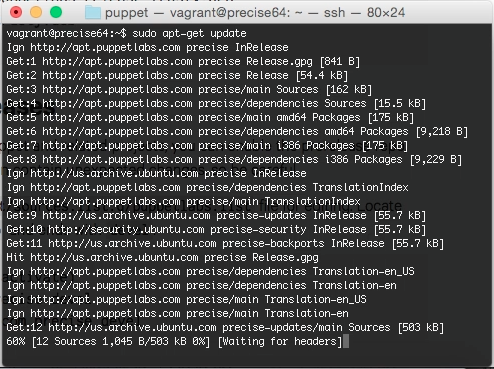 puppet — vagrant@precise64: ~ — ssh — 80×24
vagrant@precise64:~$ sudo apt-get update
Ign http://apt.puppetlabs.com precise InRelease
Get:1 http://apt.puppetlabs.com precise Release.gpg [841 B]
Get:2 http://apt.puppetlabs.com precise Release [54.4 kB]
Get:3 http://apt.puppetlabs.com precise/main Sources [162 kB]
Get:4 http://apt.puppetlabs.com precise/dependencies Sources [15.5 kB]
Get:5 http://apt.puppetlabs.com precise/main amd64 Packages [175 kB]
Get:6 http://apt.puppetlabs.com precise/dependencies amd64 Packages [9,218 B]
Get:7 http://apt.puppetlabs.com precise/main i386 Packages [175 kB]
Get:8 http://apt.puppetlabs.com precise/dependencies i386 Packages [9,229 B]
Ign http://us.archive.ubuntu.com precise InRelease
Ign http://apt.puppetlabs.com precise/dependencies TranslationIndex
Ign http://apt.puppetlabs.com precise/main TranslationIndex
Get:9 http://us.archive.ubuntu.com precise-updates InRelease [55.7 kB]
Get:10 http://security.ubuntu.com precise-security InRelease [55.7 kB]
Get:11 http://us.archive.ubuntu.com precise-backports InRelease [55.7 kB]
Hit http://us.archive.ubuntu.com precise Release.gpg
Ign http://apt.puppetlabs.com precise/dependencies Translation-en_US
Ign http://apt.puppetlabs.com precise/dependencies Translation-en
Ign http://apt.puppetlabs.com precise/main Translation-en_US
Ign http://apt.puppetlabs.com precise/main Translation-en
Get:12 http://us.archive.ubuntu.com precise-updates/main Sources [503 kB]
60% [12 Sources 1,045 B/503 kB 0%] [Waiting for headers]